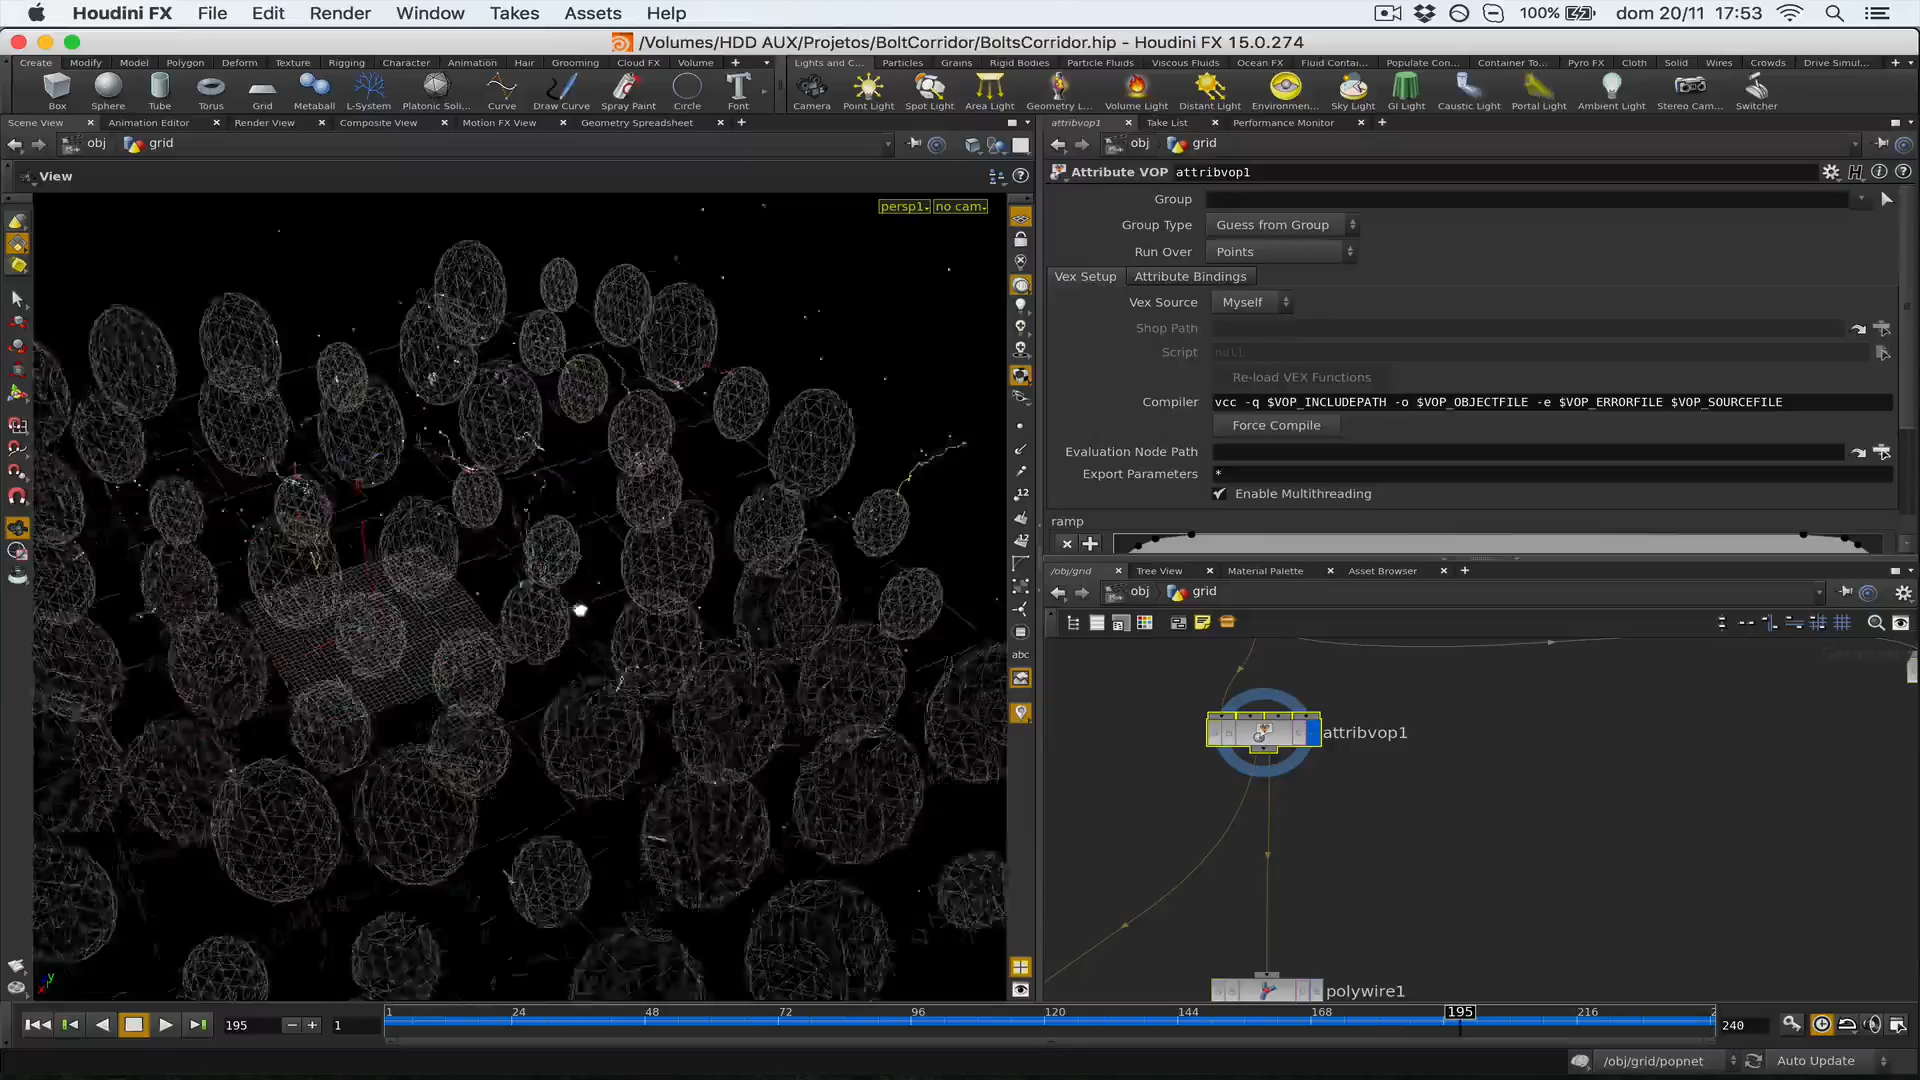 Houdini FX File Edit Render Window Takes Assets Help 100% dom 20/11 17:53
/Volumes/HDD AUX/Projetos/BoltCorridor/BoltsCorridor.hip - Houdini FX 15.0.274
Create Modify Model Polygon Deform Texture Rigging Character Animation Hair Grooming Cloud FX Volume
Lights and C... Particles Grains Rigid Bodies Particle Fluids Viscous Fluids Ocean FX Fluid Contai... Populate Con... Container To... Pyro FX Cloth Solid Wires Crowds Drive Simul...
Box Sphere Tube Torus Grid Metaball L-System Platonic Soli... Curve Draw Curve Spray Paint Circle Font
Camera Point Light Spot Light Area Light Geometry L... Volume Light Distant Light Environmen... Sky Light GI Light Caustic Light Portal Light Ambient Light Stereo Cam... Switcher
Scene View Animation Editor Render View Composite View Motion FX View Geometry Spreadsheet
attribvop1 Take List Performance Monitor
obj grid
obj grid
View
persp1 no cam
Attribute VOP attribvop1
Group
Group Type Guess from Group
Run Over Points
Vex Setup Attribute Bindings
Vex Source Myself
Shop Path
Script null
Re-load VEX Functions
Compiler vcc -q $VOP_INCLUDEPATH -o $VOP_OBJECTFILE -e $VOP_ERRORFILE $VOP_SOURCEFILE
Force Compile
Evaluation Node Path
Export Parameters *
Enable Multithreading
ramp
/obj/grid Tree View Material Palette Asset Browser
obj grid
12
12
abc
attribvop1
polywire1
y
x
195 1
1 24 48 72 96 120 144 168 195 216 2
240
/obj/grid/popnet Auto Update